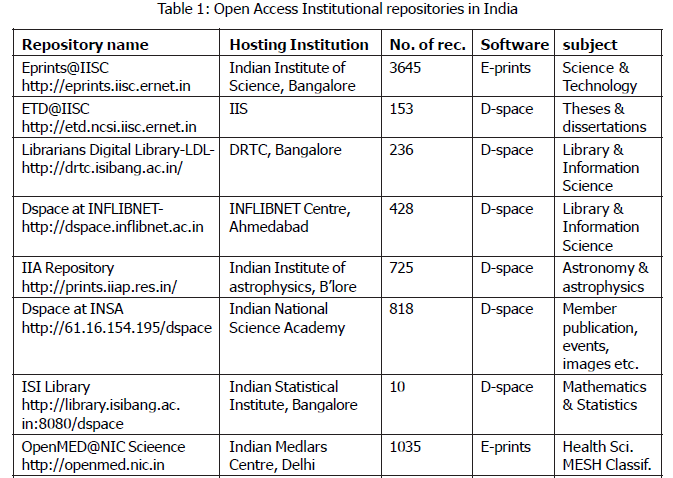 Table 1: Open Access Institutional repositories in India
Repository name Hosting Institution No. of rec. Software subject
Eprints@IISC Indian Institute of 3645 E-prints Science &
http://eprints.iisc.ernet.in Science, Bangalore Technology
ETD@IISC IIS 153 D-space Theses &
http://etd.ncsi.iisc.ernet.in dissertations
Librarians Digital Library-LDL- DRTC, Bangalore 236 D-space Library &
http://drtc.isibang.ac.in/ Information
Science
Dspace at INFLIBNET- INFLIBNET Centre, 428 D-space Library &
http://dspace.inflibnet.ac.in Ahmedabad Information
Science
IIA Repository Indian Institute of 725 D-space Astronomy &
http://prints.iiap.res.in/ astrophysics, B’lore astrophysics
Dspace at INSA Indian National 818 D-space Member
http://61.16.154.195/dspace Science Academy publication,
events,
images etc.
ISI Library Indian Statistical 10 D-space Mathematics
http://library.isibang.ac. Institute, Bangalore & Statistics
in:8080/dspace
OpenMED@NIC Scieence Indian Medlars 1035 E-prints Health Sci.
http://openmed.nic.in Centre, Delhi MESH Classif.